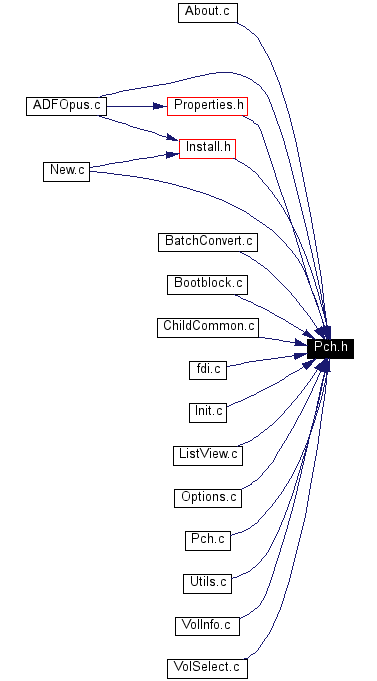 About.c
ADFOpus.c
Properties.h
Install.h
New.c
BatchConvert.c
Bootblock.c
ChildCommon.c
Pch.h
fdi.c
Init.c
ListView.c
Options.c
Pch.c
Utils.c
VolInfo.c
VolSelect.c